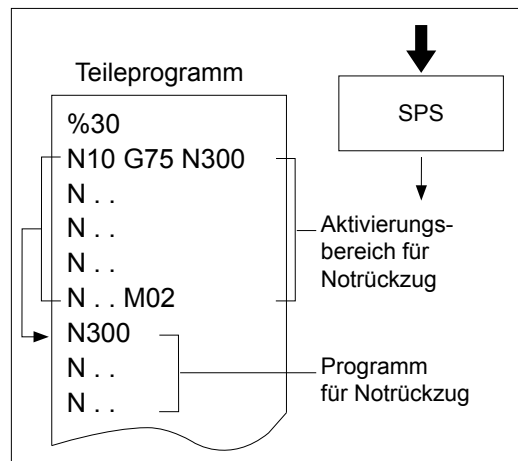 Teileprogramm
%30
N10 G75 N300
N . .
N . .
N . .
N . . M02
N300
N . .
N . .
SPS
Aktivierungs-
bereich für
Notrückzug
Programm
für Notrückzug